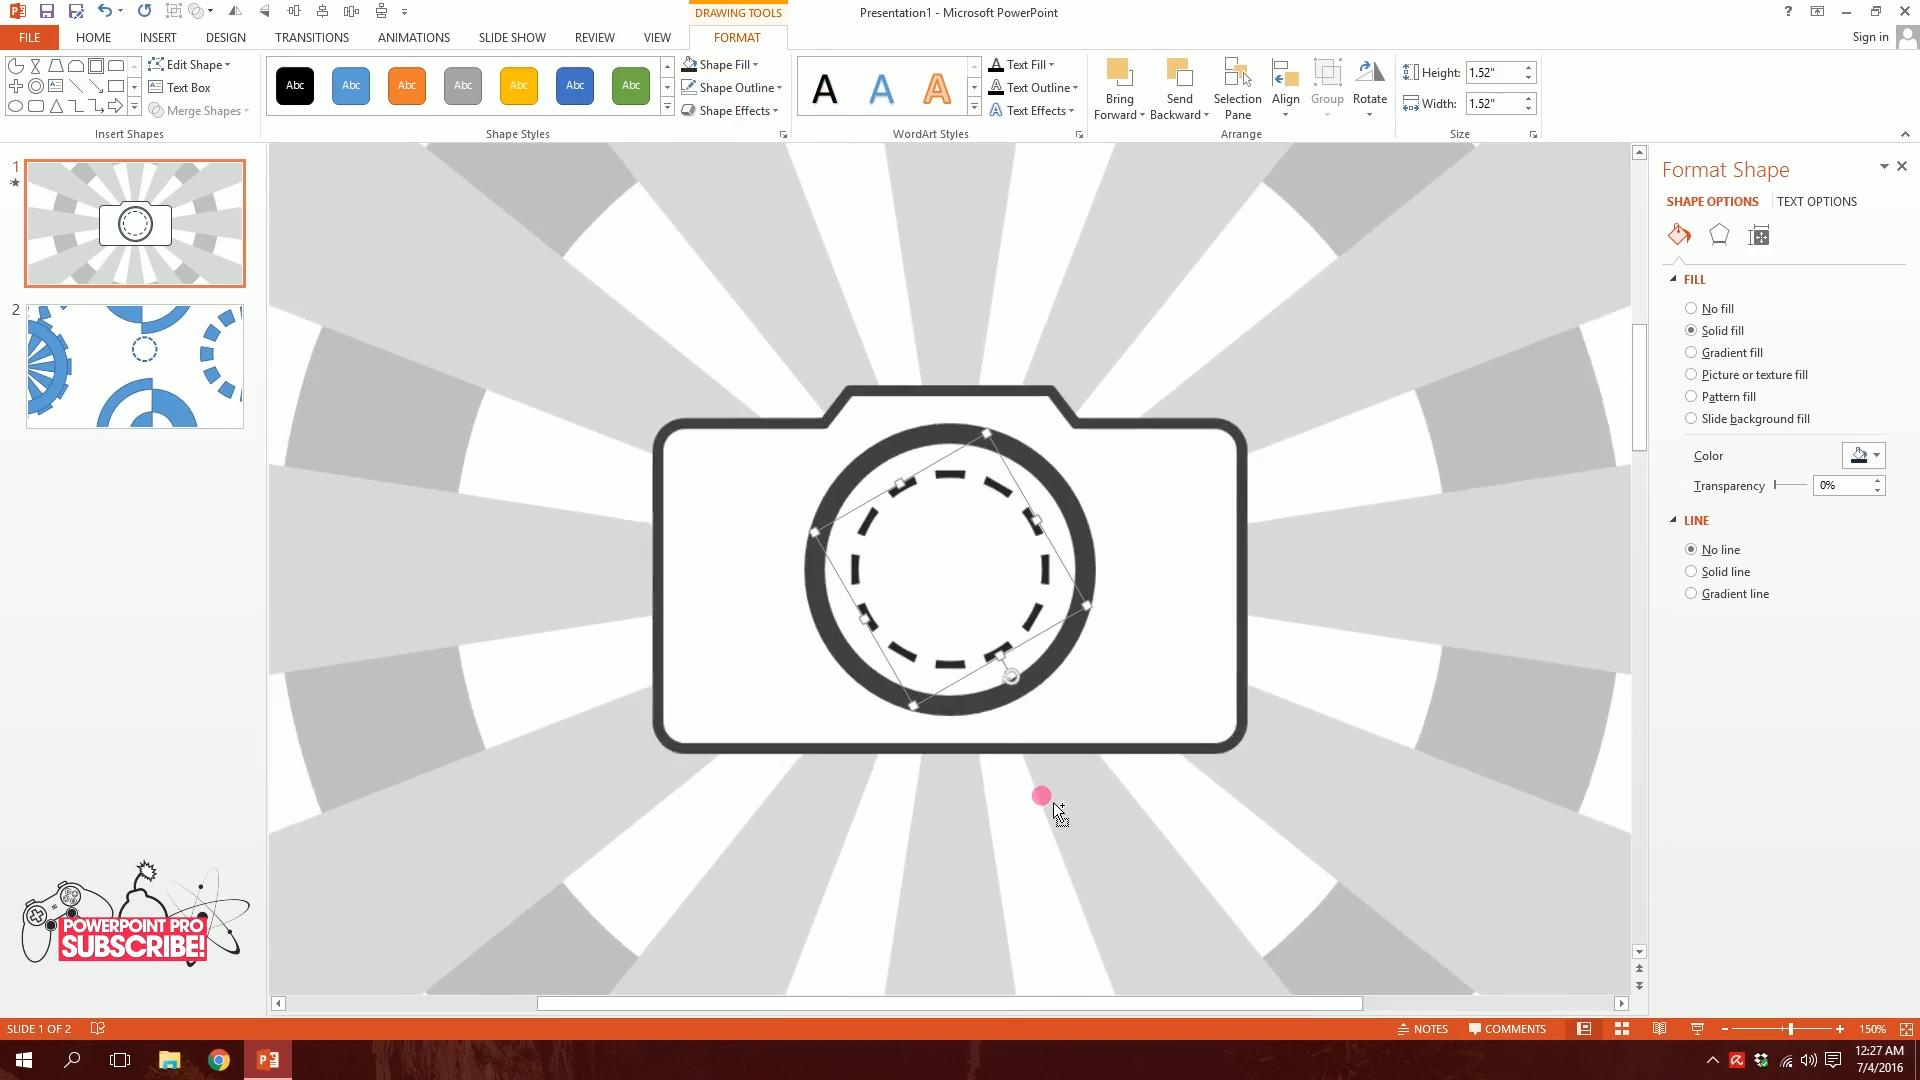 DRAWING TOOLS
Presentation1 - Microsoft PowerPoint
?
FILE
HOME
INSERT
DESIGN
TRANSITIONS
ANIMATIONS
SLIDE SHOW
REVIEW
VIEW
FORMAT
Sign in
Edit Shape
Text Box
Merge Shapes
Insert Shapes
Abc
Abc
Abc
Abc
Abc
Abc
Abc
Shape Fill
Shape Outline
Shape Effects
Shape Styles
A
A
A
Text Fill
Text Outline
Text Effects
WordArt Styles
Bring
Forward
Send
Backward
Selection
Pane
Align
Group
Rotate
Arrange
Height: 1.52"
Width: 1.52"
Size
1
2
Format Shape
SHAPE OPTIONS
TEXT OPTIONS
FILL
No fill
Solid fill
Gradient fill
Picture or texture fill
Pattern fill
Slide background fill
Color
Transparency 0%
LINE
No line
Solid line
Gradient line
POWERPOINT PRO
SUBSCRIBE!
SLIDE 1 OF 2
NOTES
COMMENTS
150%
12:27 AM
7/4/2016